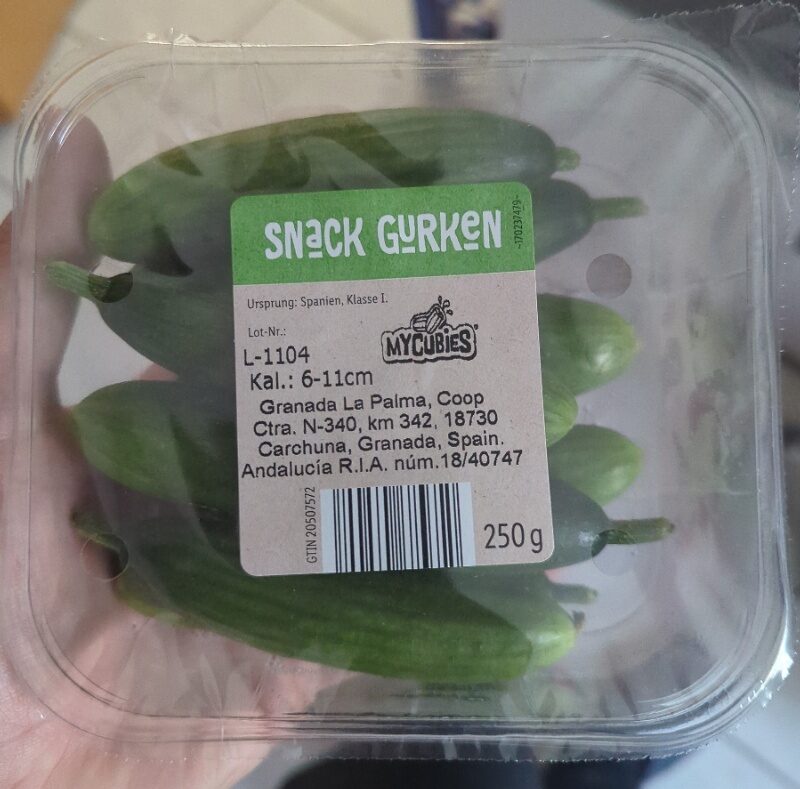 SNaCK GURKeN
~170237479~
Ursprung: Spanien, Klasse I.
Lot-Nr.:
L-1104
MYCUBIES
Kal.: 6-11cm
Granada La Palma, Coop
Ctra. N-340, km 342, 18730
Carchuna, Granada, Spain.
Andalucía R.I.A. núm.18/40747
GTIN 20507572
250 g